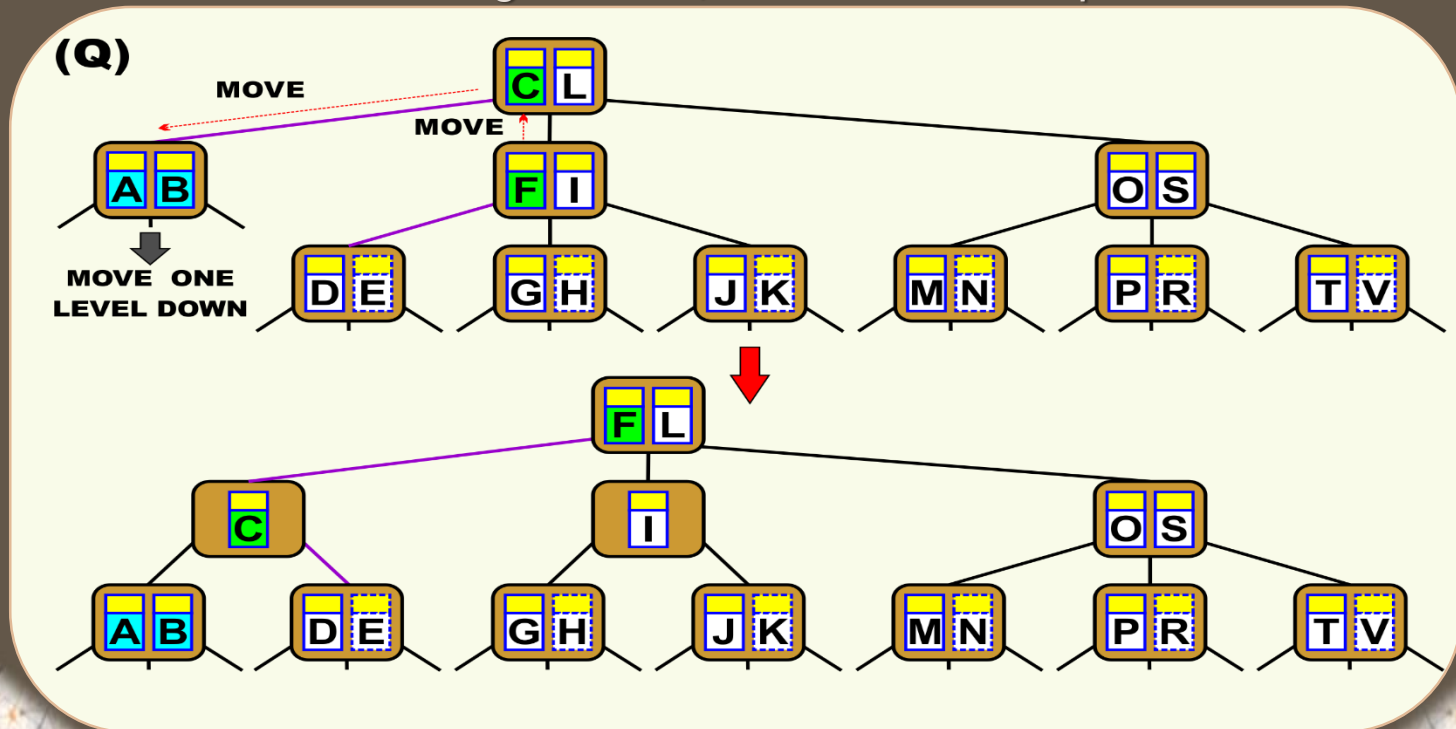 (Q)
C L
MOVE
MOVE
A B
F I
O S
MOVE ONE
LEVEL DOWN
D E
G H
J K
M N
P R
T V
F L
C
I
O S
A B
D E
G H
J K
M N
P R
T V